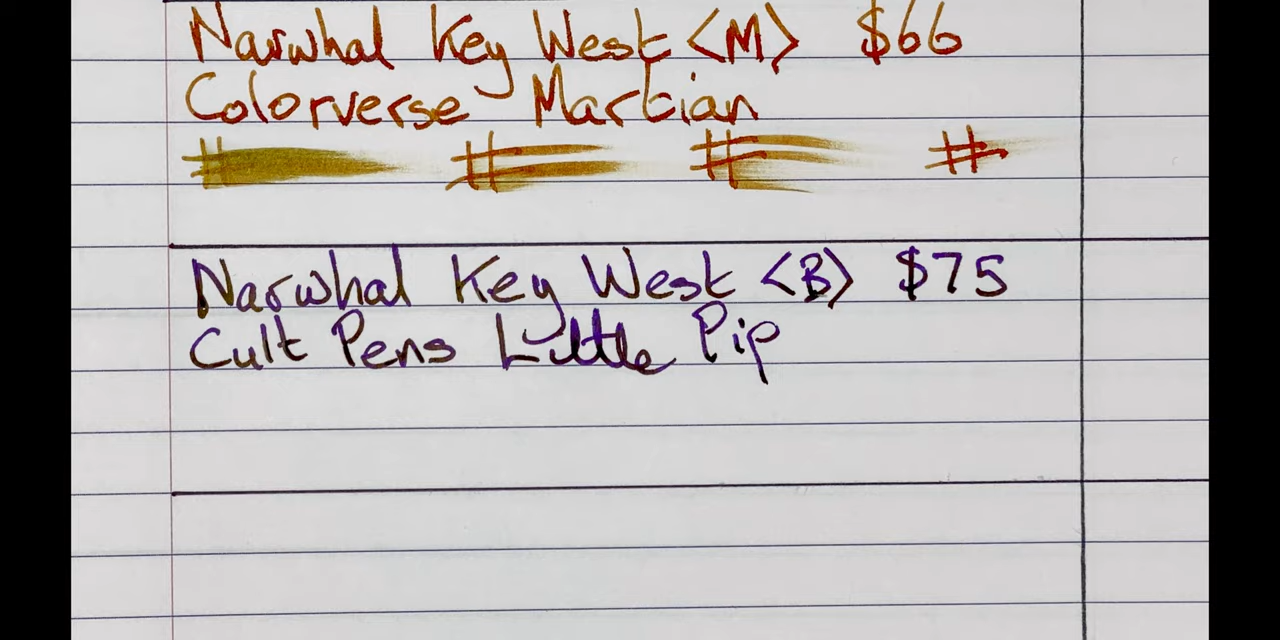 Narwhal Key West <M> $66
Colorverse Martian
# # # #
Narwhal Key West <B> $75
Cult Pens Little Pip